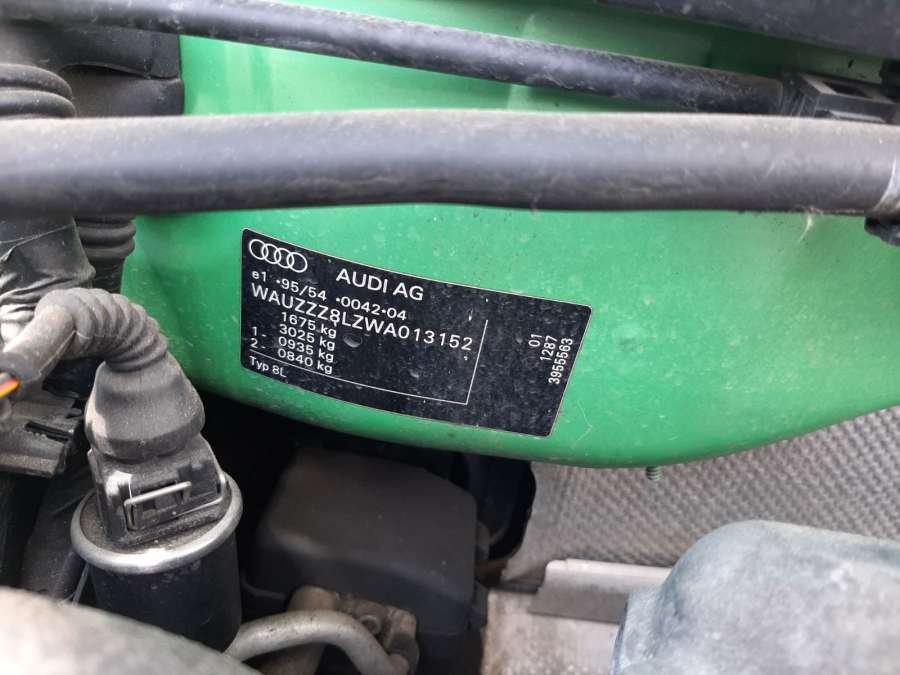 AUDI AG
e1 *95/54 *0042*04
WAUZZZ8LZWA013152
1675 kg
3025 kg
1- 0935 kg
2- 0840 kg
Typ 8L
01
1287
3955563